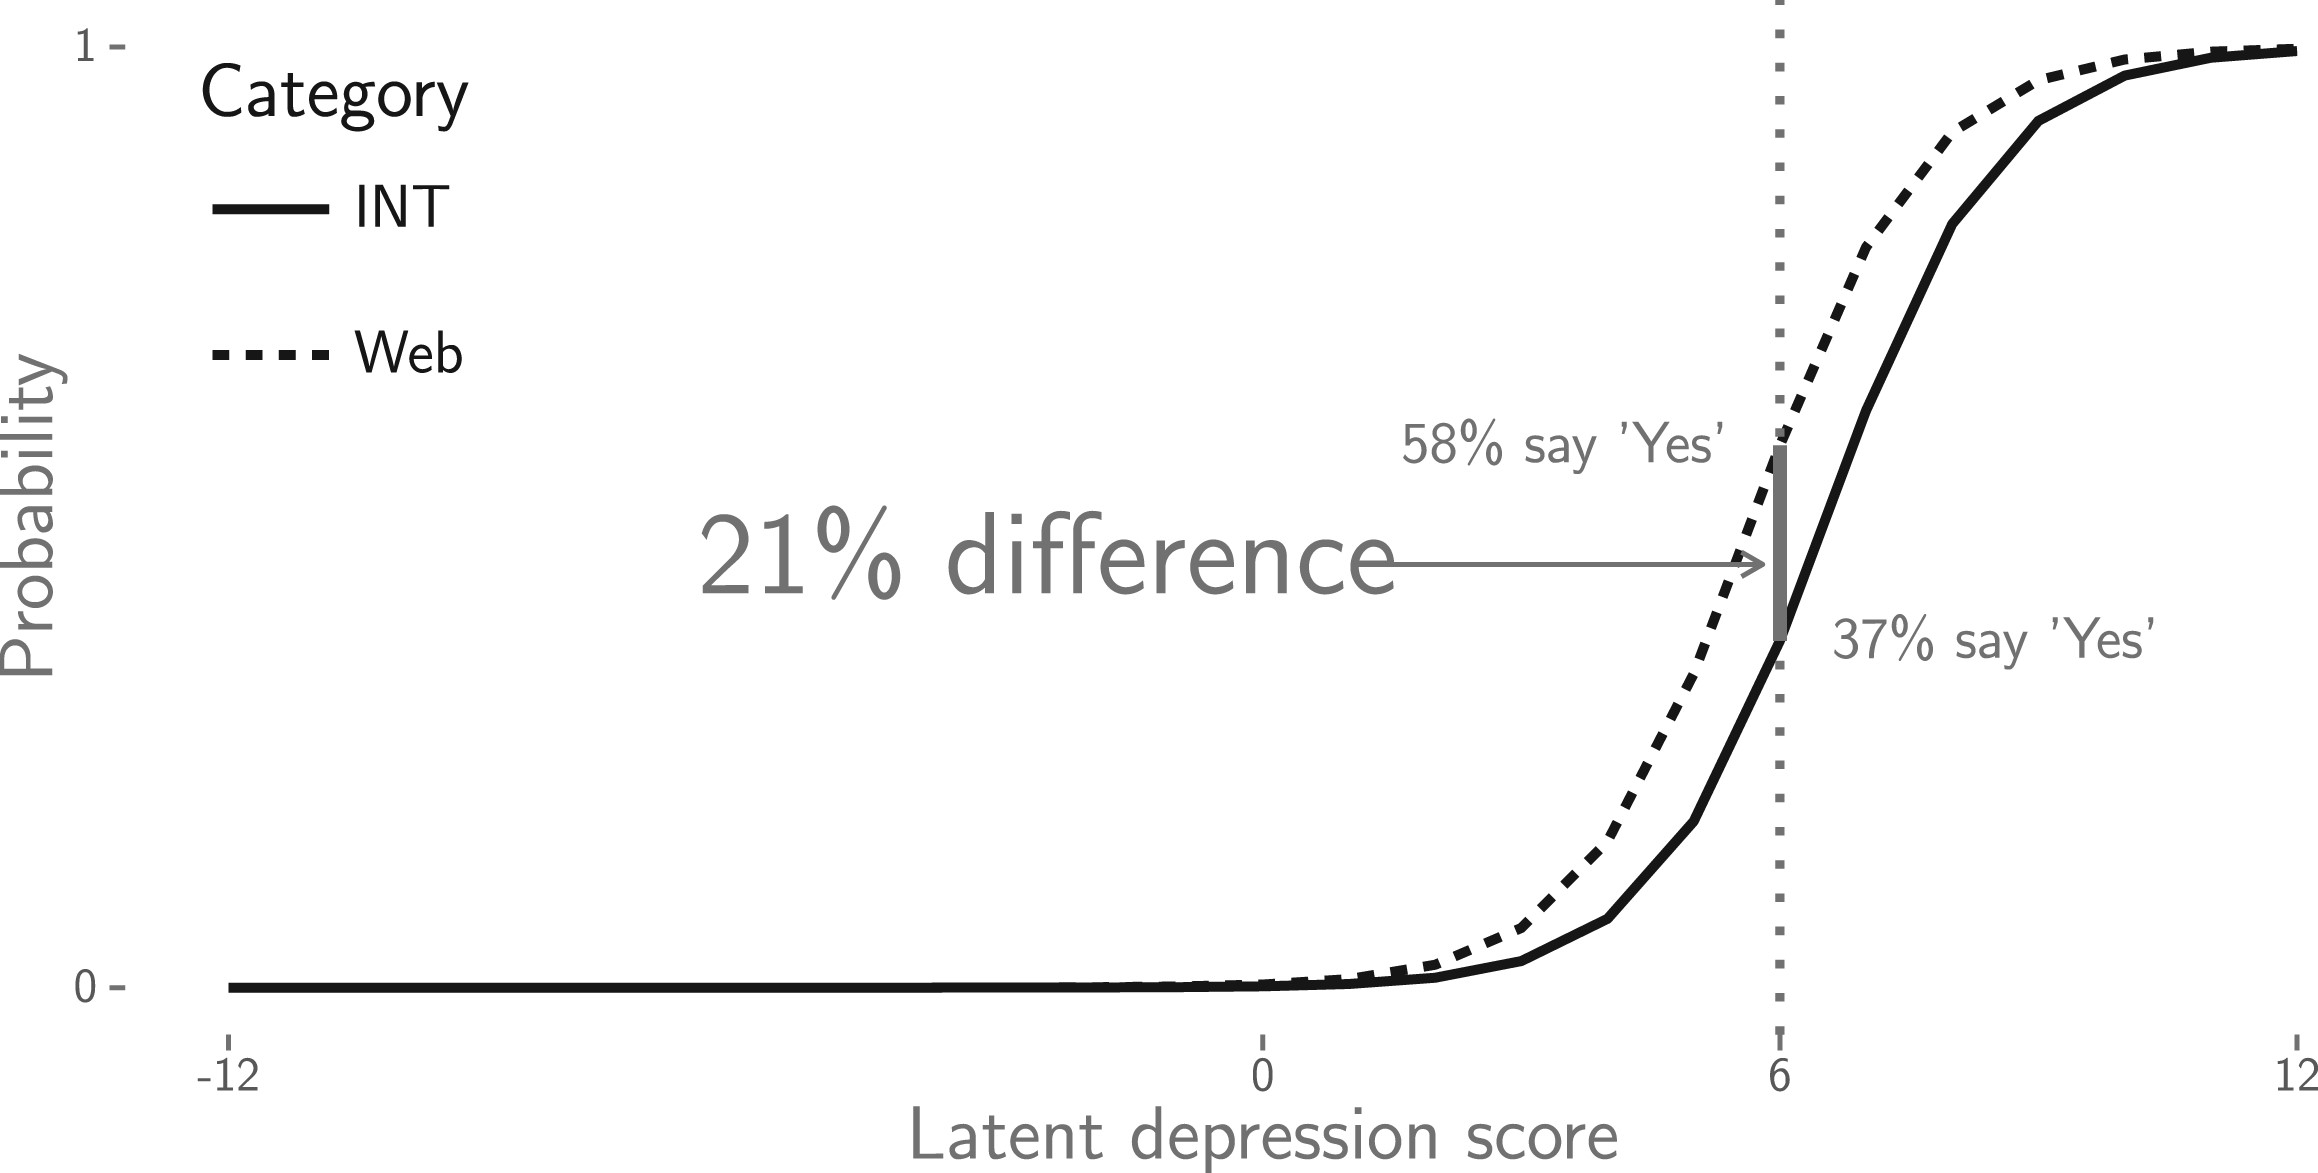 1
Category
INT
Web
Probability
58% say 'Yes'
21% difference
37% say 'Yes'
0
-12
0
6
12
Latent depression score